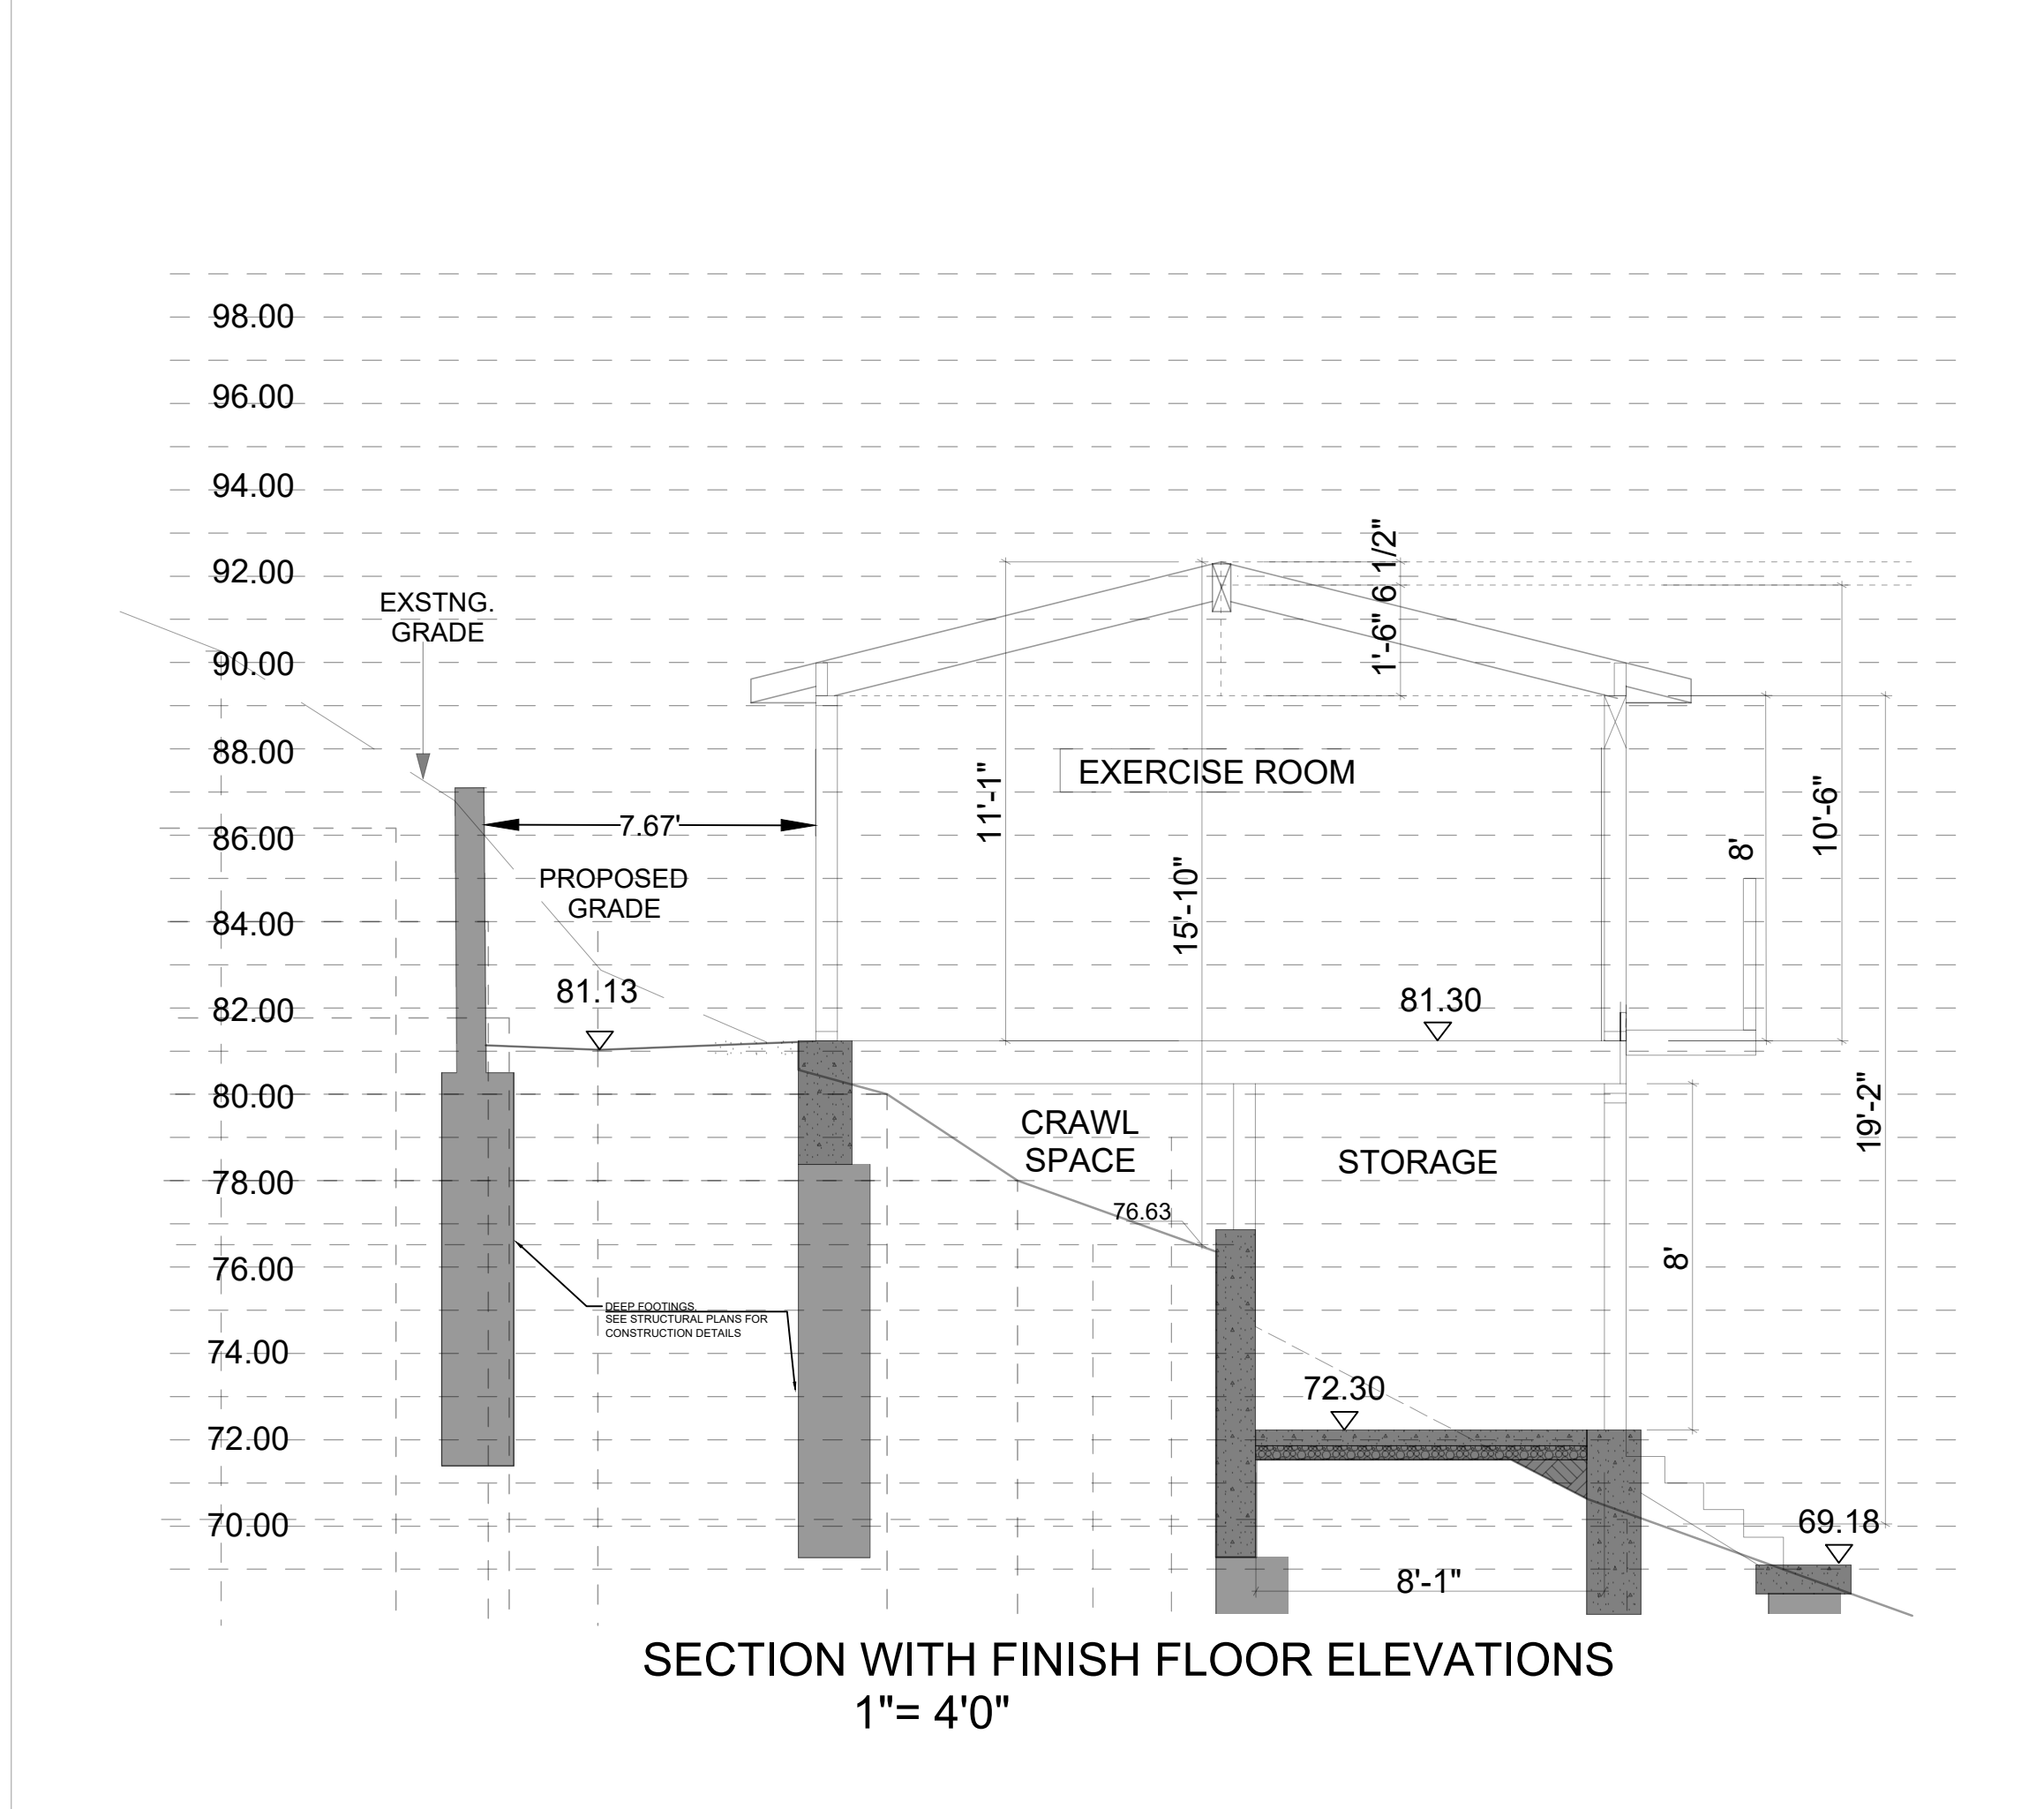 98.00
96.00
94.00
92.00
90.00
88.00
86.00
84.00
82.00
80.00
78.00
76.00
74.00
72.00
70.00
EXSTNG.
GRADE
7.67'
PROPOSED
GRADE
81.13
1'-6" 6 1/2"
EXERCISE ROOM
11'-1"
15'-10"
8'
10'-6"
81.30
19'-2"
CRAWL
SPACE
STORAGE
76.63
8'
DEEP FOOTINGS.
SEE STRUCTURAL PLANS FOR
CONSTRUCTION DETAILS
72.30
69.18
8'-1"
SECTION WITH FINISH FLOOR ELEVATIONS
1"= 4'0"